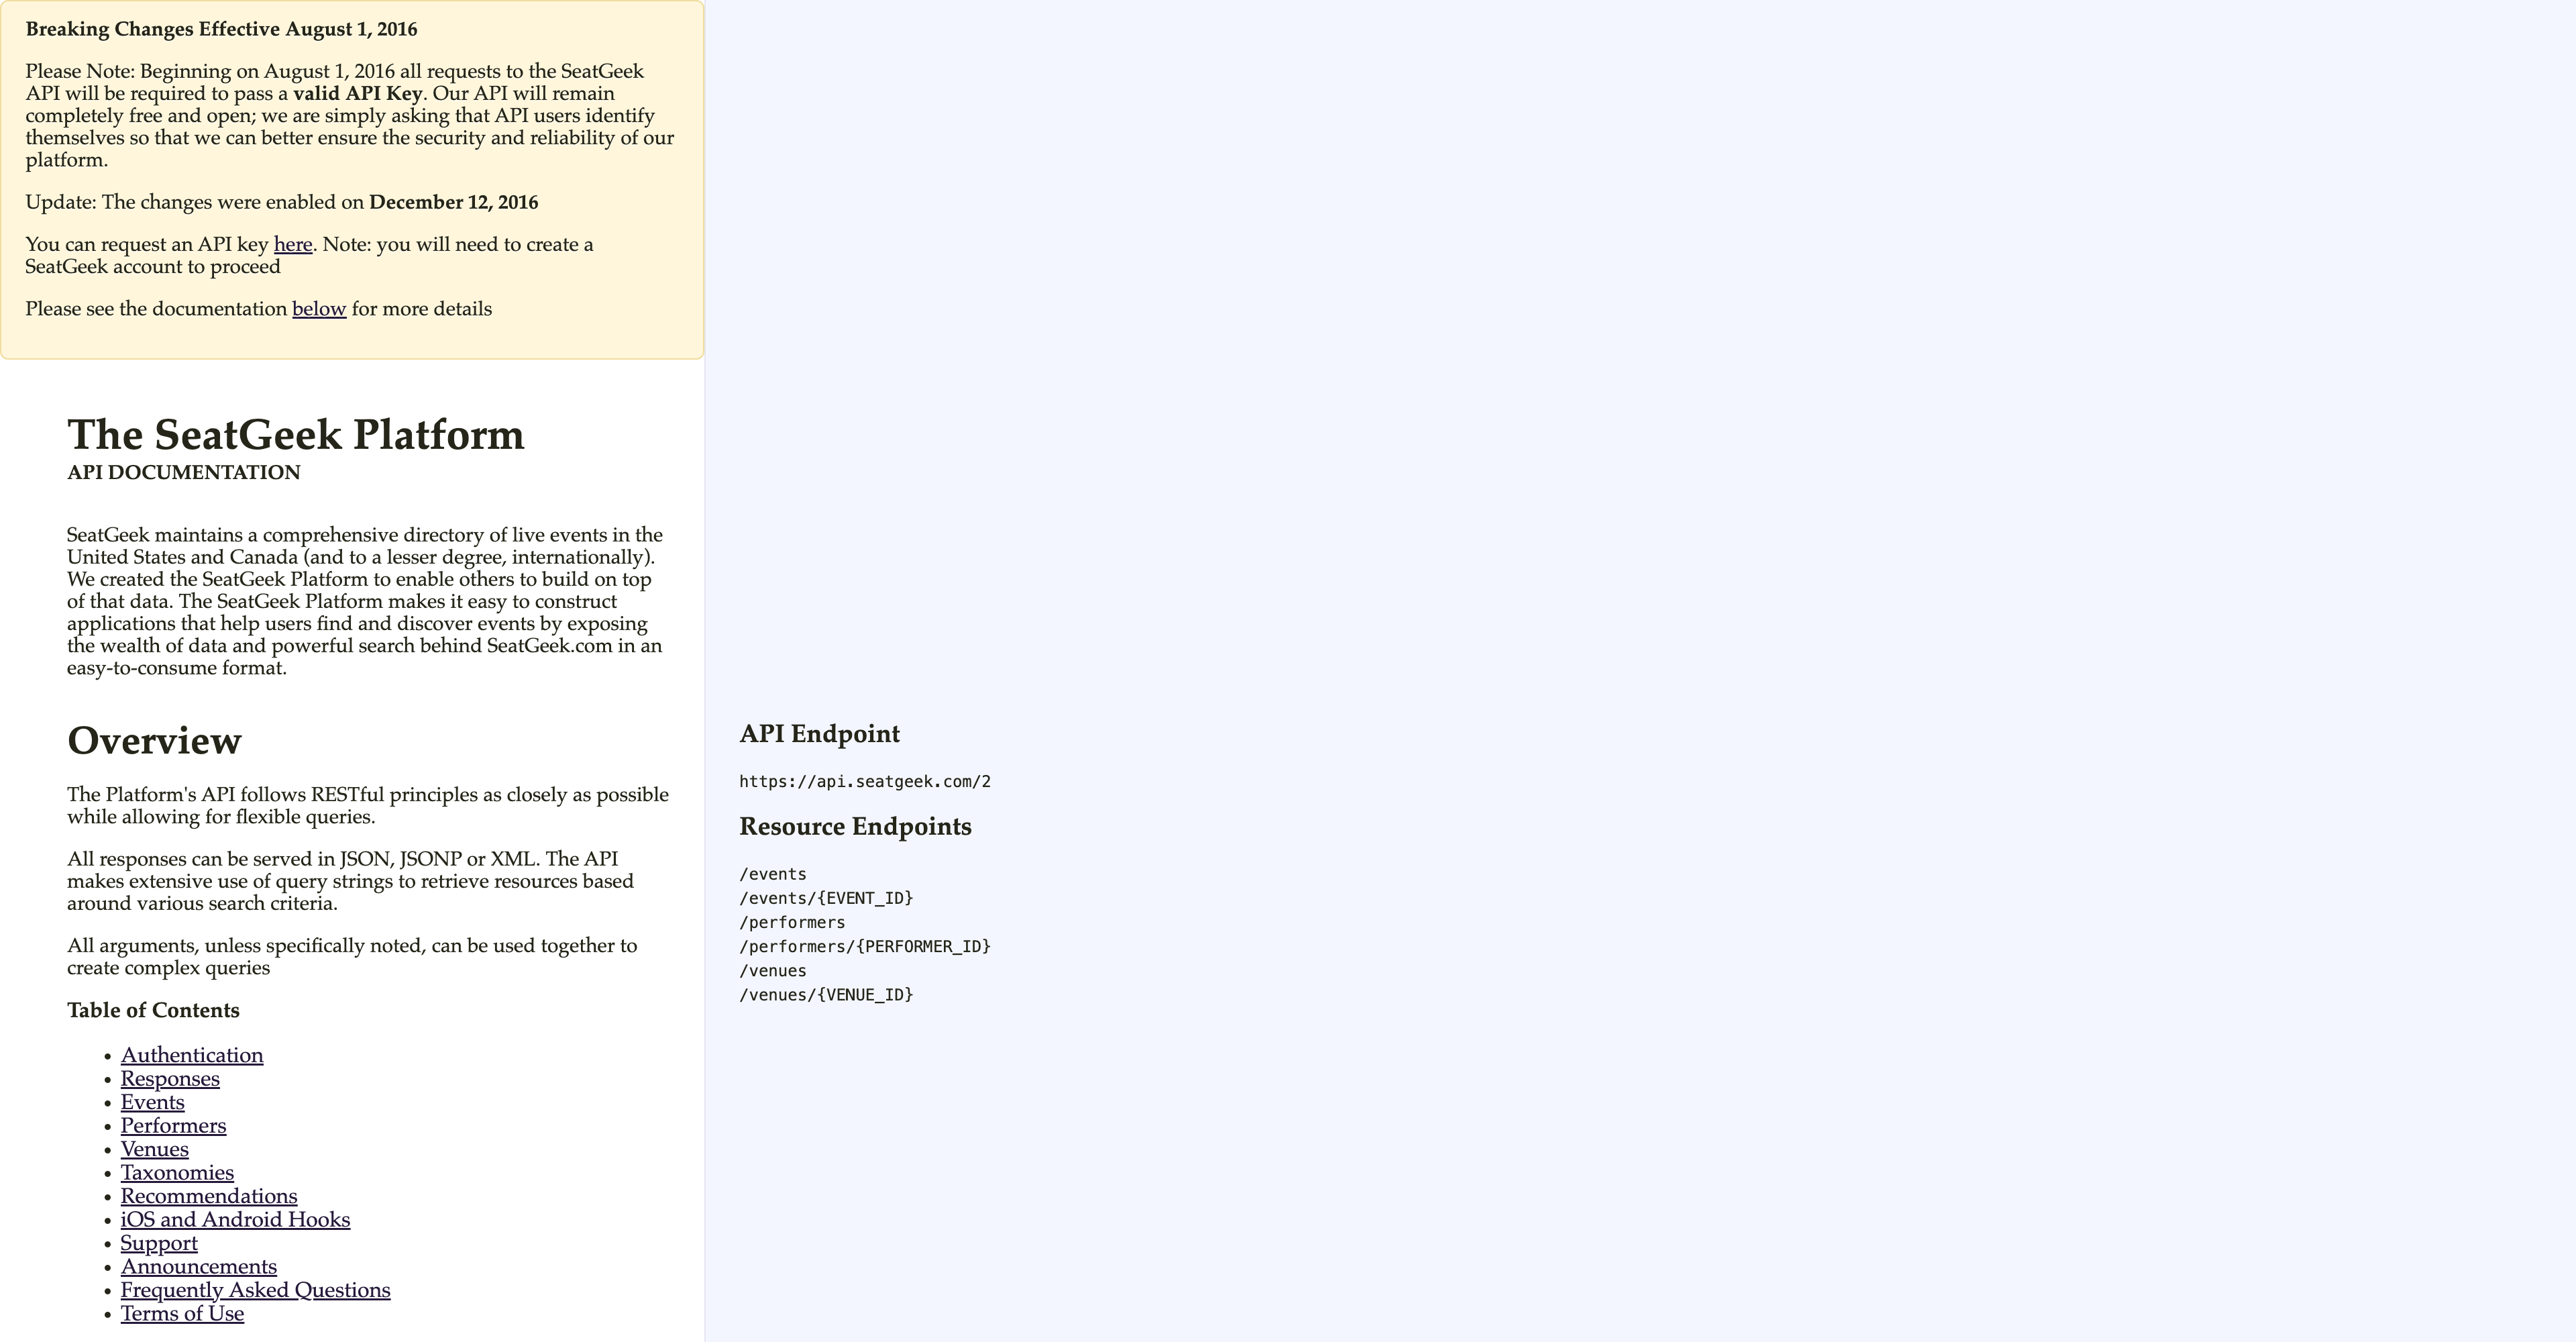 Breaking Changes Effective August 1, 2016
Please Note: Beginning on August 1, 2016 all requests to the SeatGeek
API will be required to pass a valid API Key. Our API will remain
completely free and open; we are simply asking that API users identify
themselves so that we can better ensure the security and reliability of our
platform.
Update: The changes were enabled on December 12, 2016
You can request an API key here. Note: you will need to create a
SeatGeek account to proceed
Please see the documentation below for more details
The SeatGeek Platform
API DOCUMENTATION
SeatGeek maintains a comprehensive directory of live events in the
United States and Canada (and to a lesser degree, internationally).
We created the SeatGeek Platform to enable others to build on top
of that data. The SeatGeek Platform makes it easy to construct
applications that help users find and discover events by exposing
the wealth of data and powerful search behind SeatGeek.com in an
easy-to-consume format.
Overview
The Platform's API follows RESTful principles as closely as possible
while allowing for flexible queries.
All responses can be served in JSON, JSONP or XML. The API
makes extensive use of query strings to retrieve resources based
around various search criteria.
All arguments, unless specifically noted, can be used together to
create complex queries
Table of Contents
• Authentication
• Responses
• Events
• Performers
• Venues
• Taxonomies
• Recommendations
• iOS and Android Hooks
• Support
• Announcements
• Frequently Asked Questions
• Terms of Use
API Endpoint
https://api.seatgeek.com/2
Resource Endpoints
/events
/events/{EVENT_ID}
/performers
/performers/{PERFORMER_ID}
/venues
/venues/{VENUE_ID}